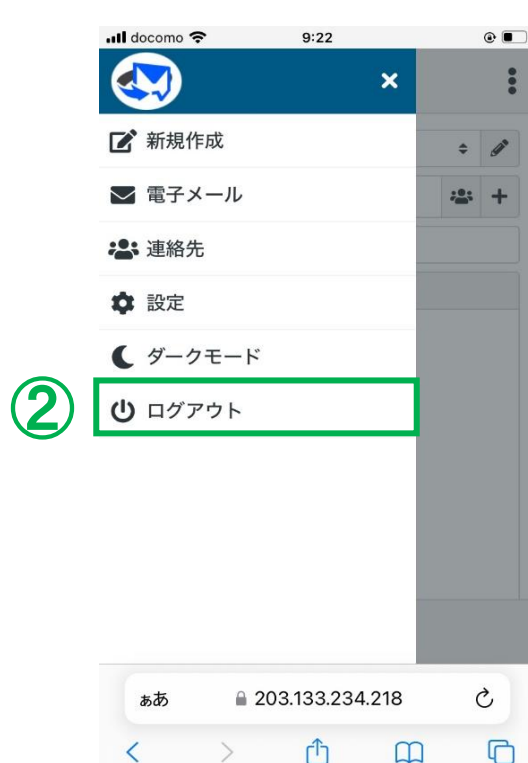 docomo 9:22
新規作成
電子メール
連絡先
設定
ダークモード
② ログアウト
ぁあ 203.133.234.218